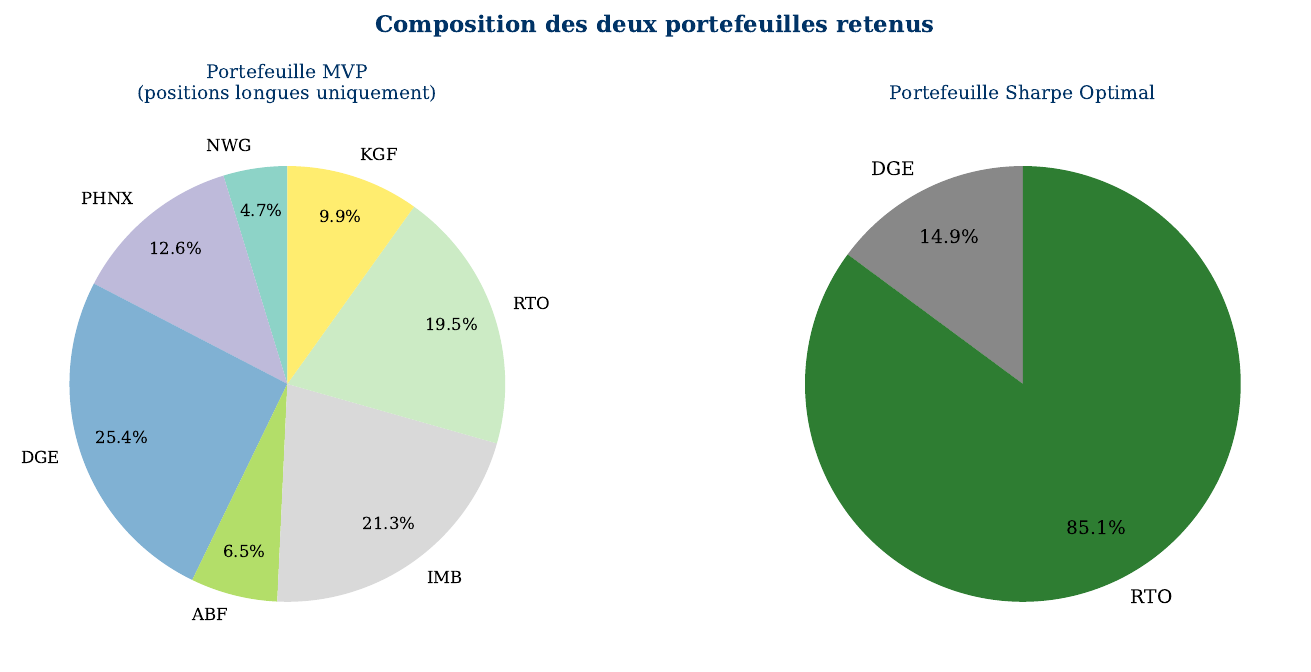 Composition des deux portefeuilles retenus
Portefeuille MVP
(positions longues uniquement)
NWG
KGF
PHNX
4.7%
9.9%
12.6%
RTO
19.5%
25.4%
DGE
21.3%
6.5%
IMB
ABF
Portefeuille Sharpe Optimal
DGE
14.9%
85.1%
RTO